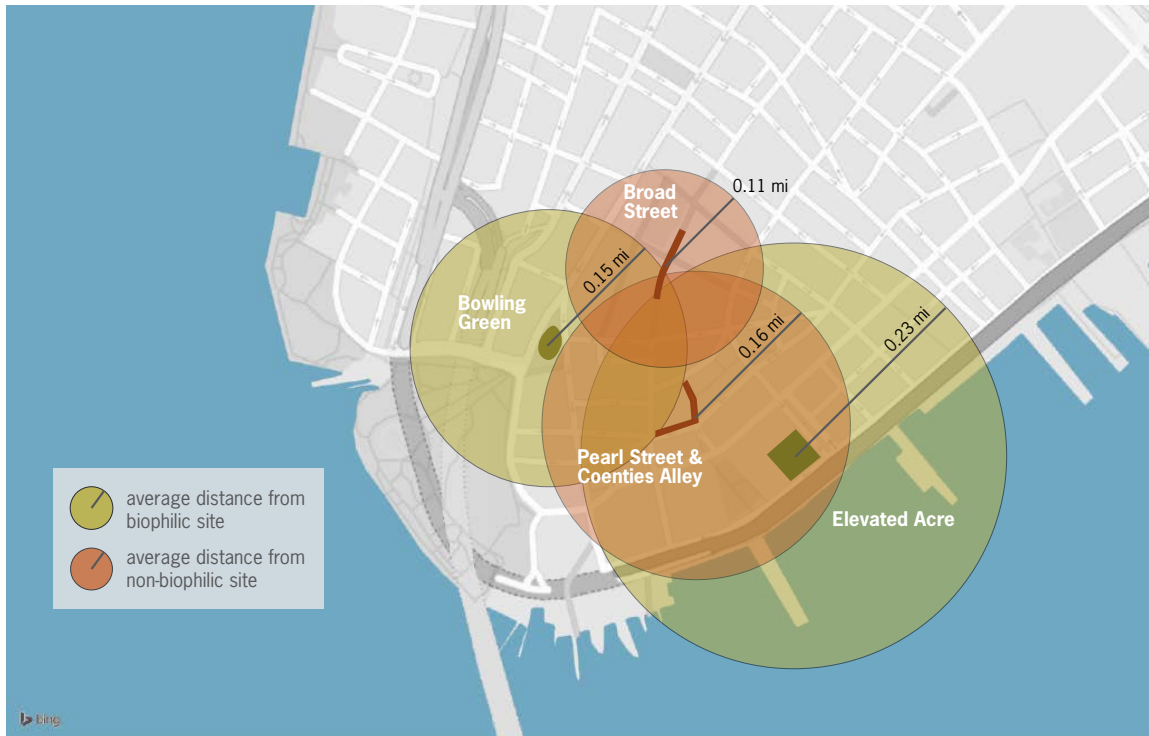 Broad
Street
0.11 mi
0.15 mi
Bowling
Green
0.16 mi
0.23 mi
Pearl Street &
Coenties Alley
Elevated Acre
average distance from
biophilic site
average distance from
non-biophilic site
bing